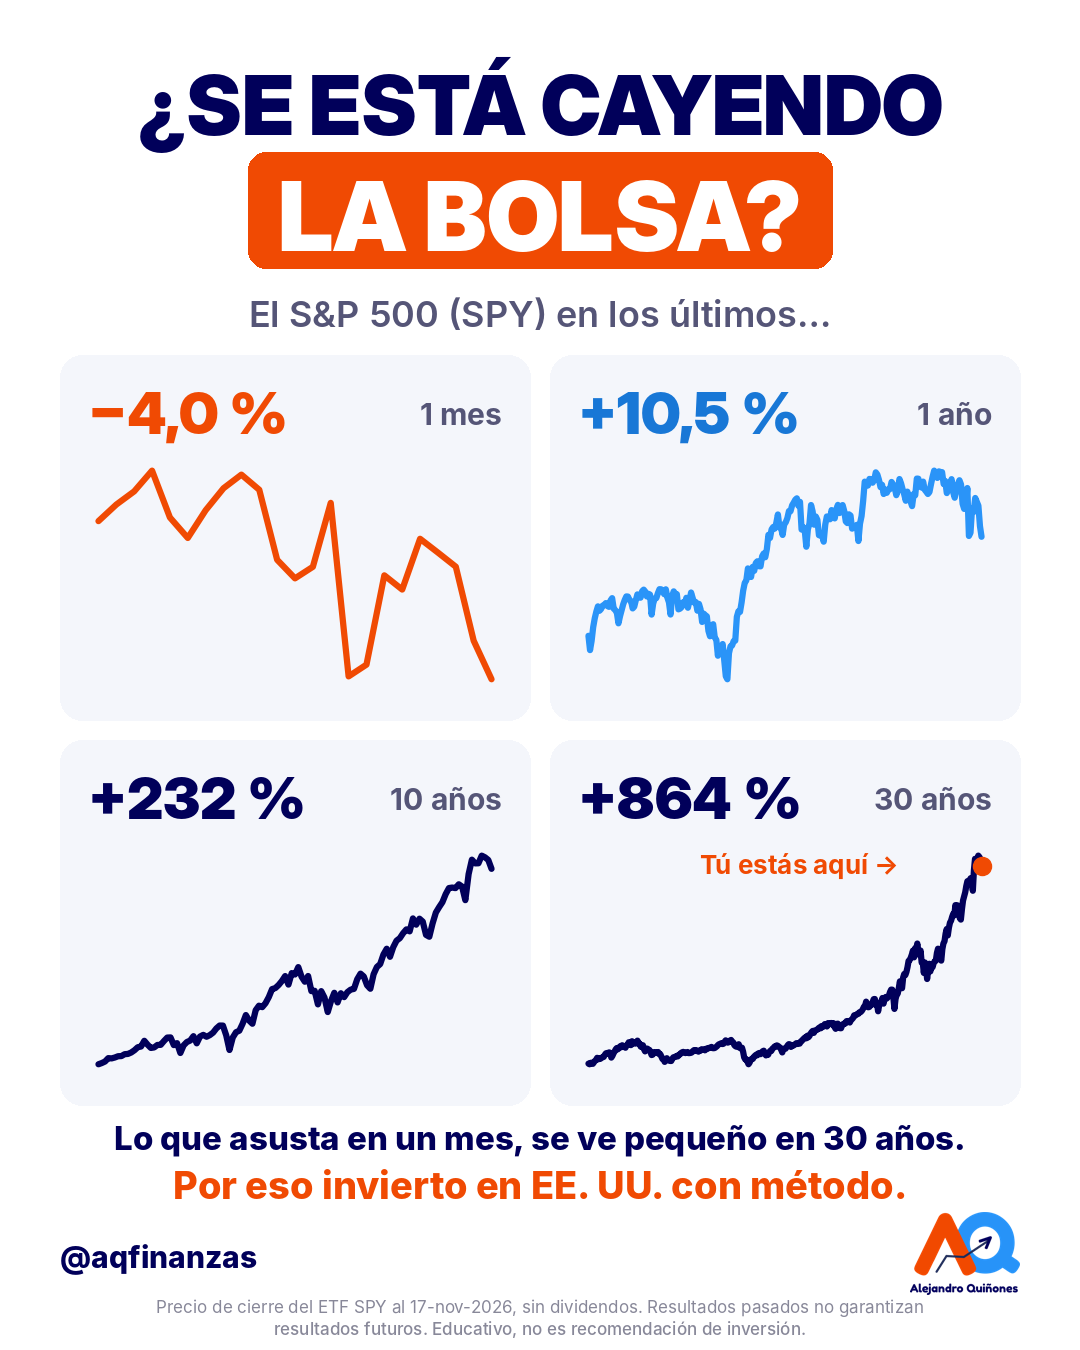 ¿SE ESTÁ CAYENDO
LA BOLSA?
El S&P 500 (SPY) en los últimos...
−4,0 %
1 mes
+10,5 %
1 año
+232 %
10 años
+864 %
30 años
Tú estás aquí →
Lo que asusta en un mes, se ve pequeño en 30 años.
Por eso invierto en EE. UU. con método.
@aqfinanzas
AQ
Alejandro Quiñones
Precio de cierre del ETF SPY al 17-nov-2026, sin dividendos. Resultados pasados no garantizan
resultados futuros. Educativo, no es recomendación de inversión.